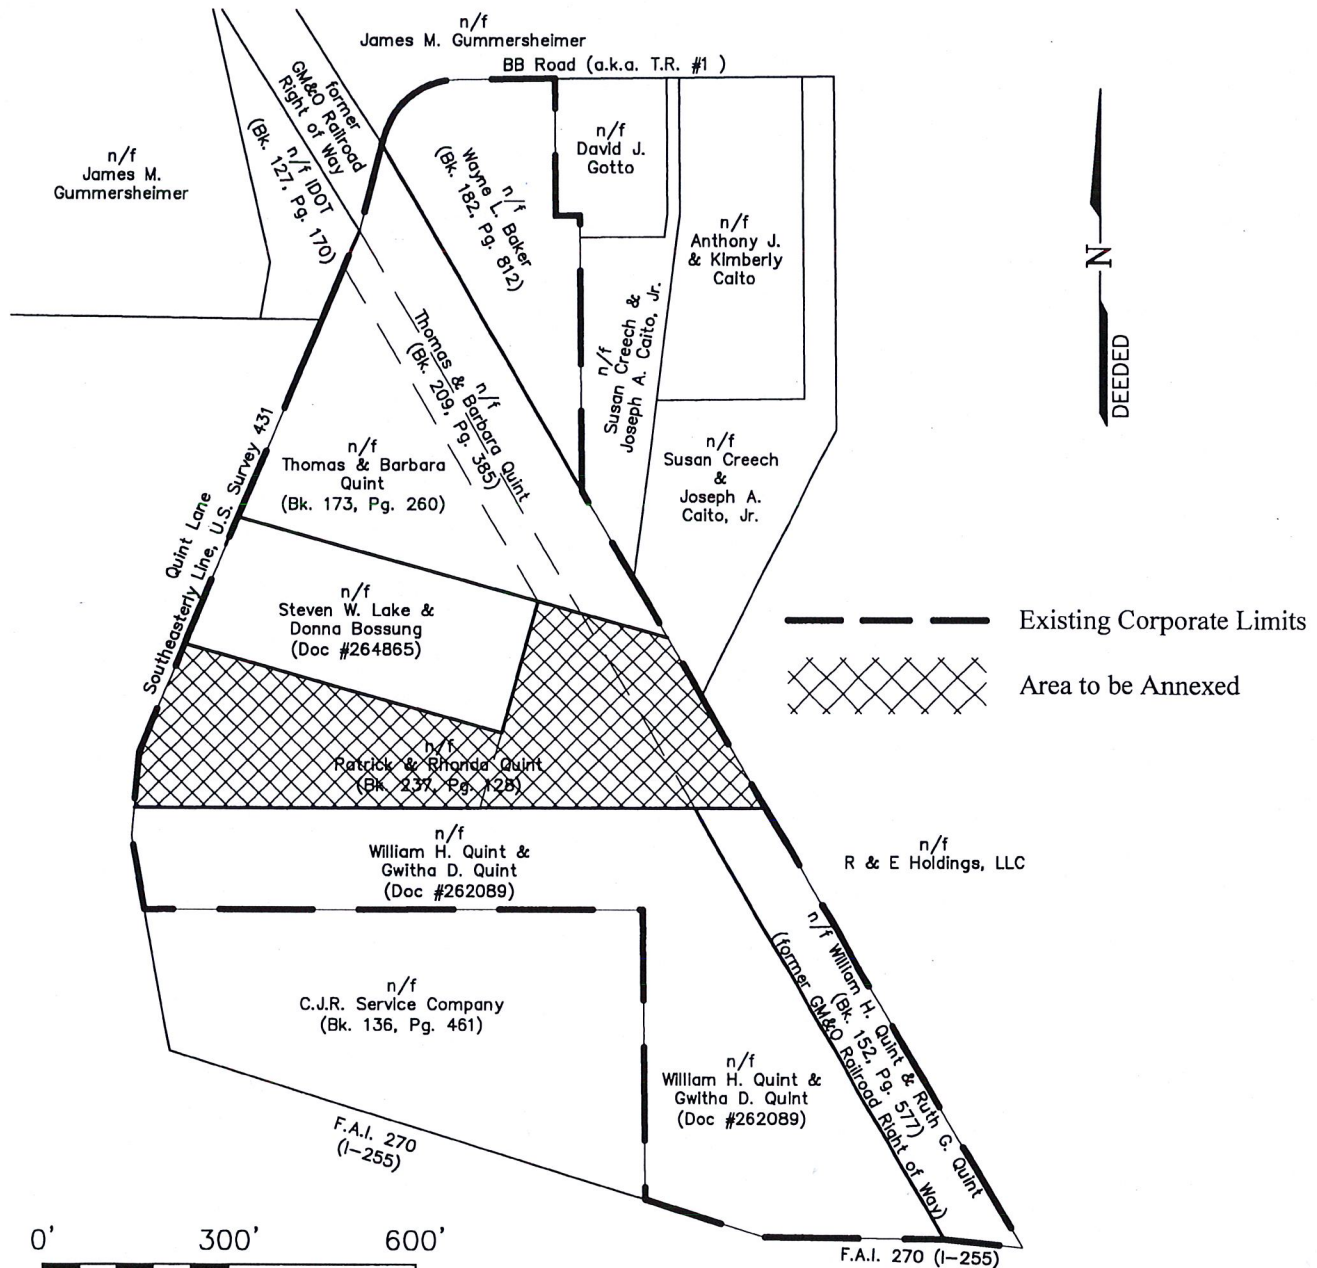 n/f
James M. Gummersheimer
BB Road (a.k.a. T.R. #1 )
former
GM&O Railroad
Right of Way
n/f IDOT
(Bk. 127, Pg. 170)
n/f
James M.
Gummersheimer
n/f
Wayne L. Baker
(Bk. 182, Pg. 812)
n/f
David J.
Gotto
n/f
Anthony J.
& Kimberly
Caito
n/f
Susan Creech &
Joseph A. Caito, Jr.
n/f
Susan Creech
&
Joseph A.
Caito, Jr.
N
DEEDED
n/f
Thomas & Barbara Quint
(Bk. 209, Pg. 385)
n/f
Thomas & Barbara
Quint
(Bk. 173, Pg. 260)
Quint Lane
Southeasterly Line, U.S. Survey 431
n/f
Steven W. Lake &
Donna Bossung
(Doc #264865)
Existing Corporate Limits
Area to be Annexed
n/f
Patrick & Rhonda Quint
(Bk. 237, Pg. 128)
n/f
William H. Quint &
Gwitha D. Quint
(Doc #262089)
n/f
R & E Holdings, LLC
n/f William H. Quint & Ruth G. Quint
(Bk. 152, Pg. 577)
(former GM&O Railroad Right of Way)
n/f
C.J.R. Service Company
(Bk. 136, Pg. 461)
n/f
William H. Quint &
Gwitha D. Quint
(Doc #262089)
F.A.I. 270
(I-255)
F.A.I. 270 (I-255)
0' 300' 600'